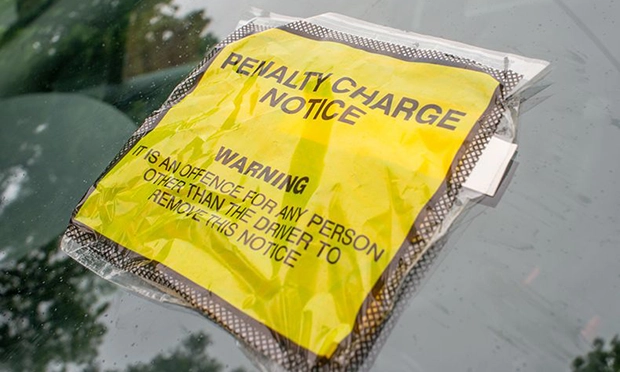 PENALTY CHARGE
NOTICE
WARNING
IT IS AN OFFENCE FOR ANY PERSON
OTHER THAN THE DRIVER TO
REMOVE THIS NOTICE